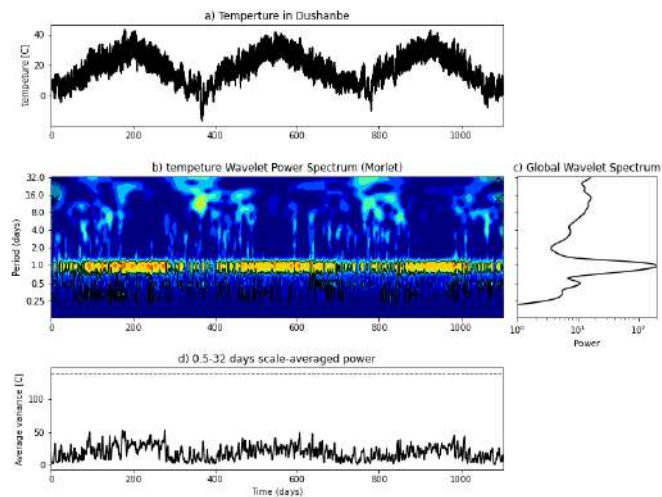 a) Temperture in Dushanbe
tempeture [C]
40
20
0
0 200 400 600 800 1000
b) tempeture Wavelet Power Spectrum (Morlet)
c) Global Wavelet Spectrum
Period (days)
32.0
16.0
8.0
4.0
2.0
1.0
0.5
0.25
0 200 400 600 800 1000
10⁰ 10¹ 10²
Power
d) 0.5-32 days scale-averaged power
Average variance [C]
100
50
0
0 200 400 600 800 1000
Time (days)